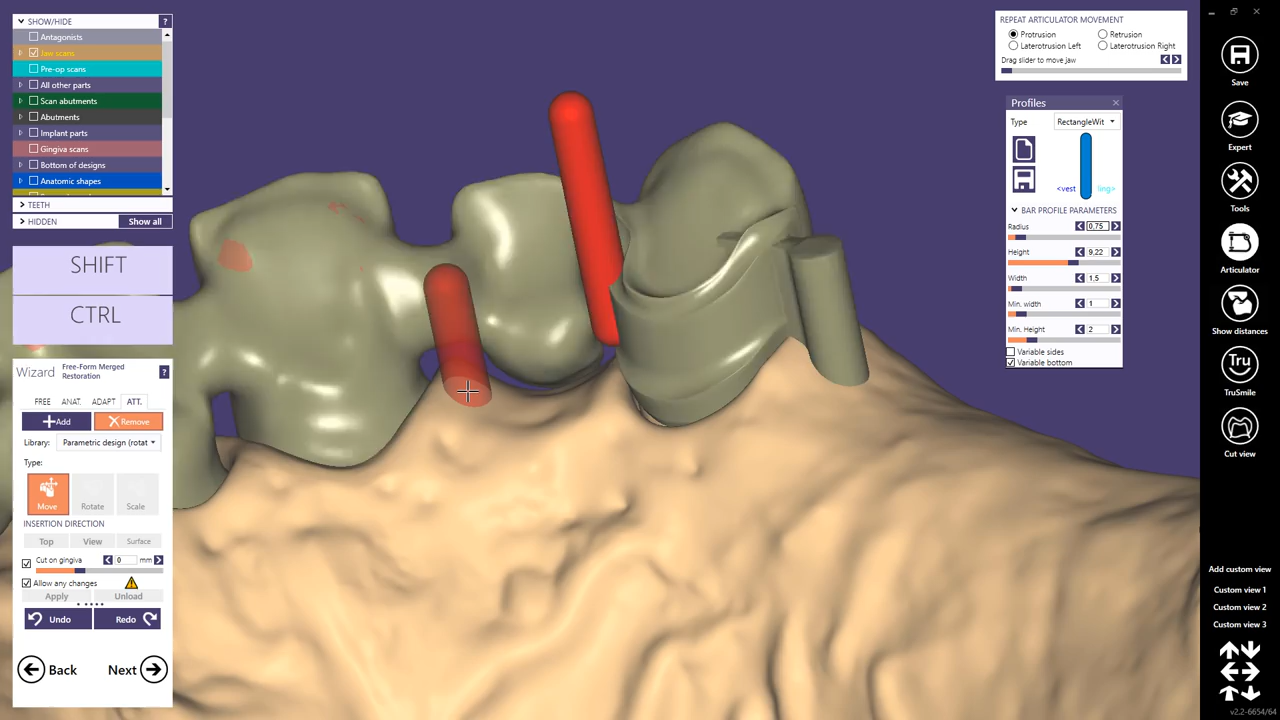 SHOW/HIDE ?
Antagonists
Jaw scans
Pre-op scans
All other parts
Scan abutments
Abutments
Implant parts
Gingiva scans
Bottom of designs
Anatomic shapes
TEETH
HIDDEN Show all
SHIFT
CTRL
Wizard Free-Form Merged Restoration ?
FREE ANAT. ADAPT ATT.
Add Remove
Library: Parametric design (rotat
Type:
Move Rotate Scale
INSERTION DIRECTION
Top View Surface
Cut on gingiva 0 mm
Allow any changes
Apply Unload
Undo Redo
Back Next
REPEAT ARTICULATOR MOVEMENT
Protrusion Retrusion
Laterotrusion Left Laterotrusion Right
Drag slider to move jaw
Profiles
Type RectangleWit
<vest ling>
BAR PROFILE PARAMETERS
Radius 0,75
Height 9,22
Width 1,5
Min. width 1
Min. Height 2
Variable sides
Variable bottom
Save
Expert
Tools
Articulator
Show distances
Tru
TruSmile
Cut view
Add custom view
Custom view 1
Custom view 2
Custom view 3
v2.2-6654/64